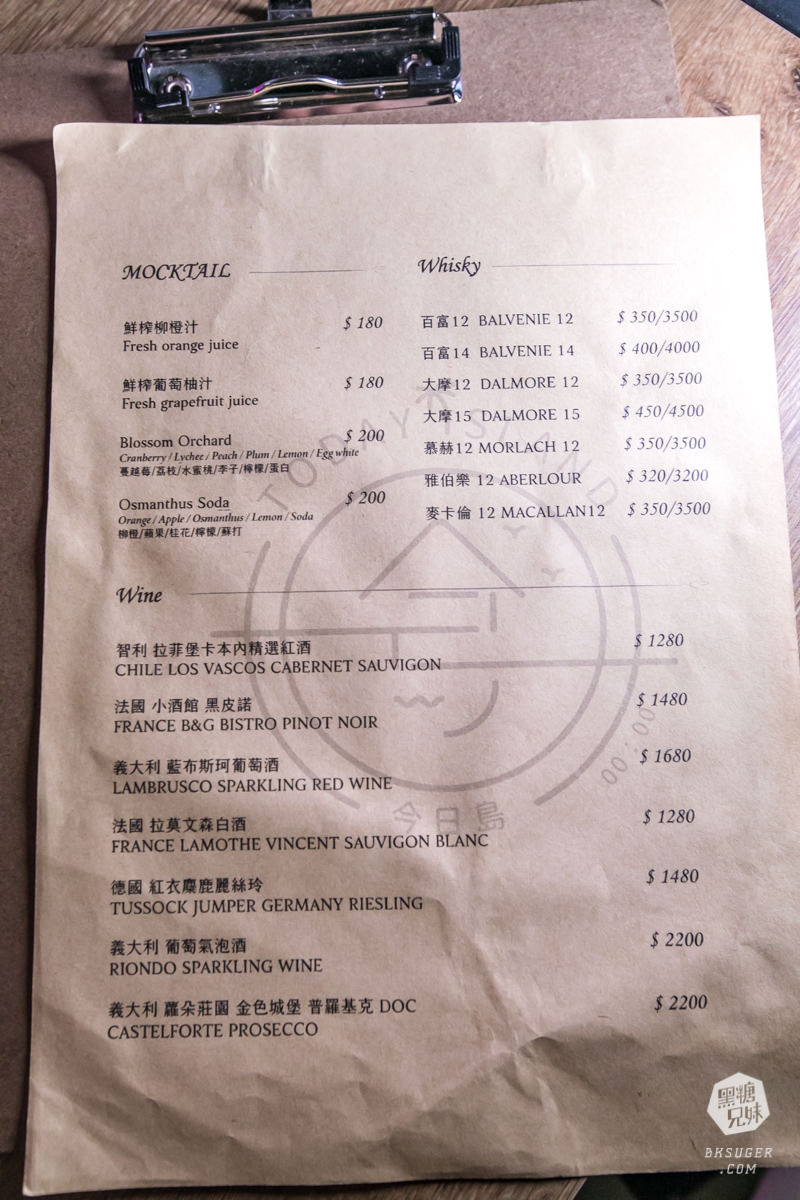 MOCKTAIL
鮮榨柳橙汁 $ 180
Fresh orange juice
鮮榨葡萄柚汁 $ 180
Fresh grapefruit juice
Blossom Orchard $ 200
Cranberry / Lychee / Peach / Plum / Lemon / Egg white
蔓越莓/荔枝/水蜜桃/李子/檸檬/蛋白
Osmanthus Soda $ 200
Orange / Apple / Osmanthus / Lemon / Soda
柳橙/蘋果/桂花/檸檬/蘇打
Whisky
百富12 BALVENIE 12 $ 350/3500
百富14 BALVENIE 14 $ 400/4000
大摩12 DALMORE 12 $ 350/3500
大摩15 DALMORE 15 $ 450/4500
慕赫12 MORLACH 12 $ 350/3500
雅伯樂 12 ABERLOUR $ 320/3200
麥卡倫 12 MACALLAN12 $ 350/3500
Wine
智利 拉菲堡卡本內精選紅酒 $ 1280
CHILE LOS VASCOS CABERNET SAUVIGON
法國 小酒館 黑皮諾 $ 1480
FRANCE B&G BISTRO PINOT NOIR
義大利 藍布斯珂葡萄酒 $ 1680
LAMBRUSCO SPARKLING RED WINE
法國 拉莫文森白酒 $ 1280
FRANCE LAMOTHE VINCENT SAUVIGON BLANC
德國 紅衣麋鹿麗絲玲 $ 1480
TUSSOCK JUMPER GERMANY RIESLING
義大利 葡萄氣泡酒 $ 2200
RIONDO SPARKLING WINE
義大利 蘿朵莊園 金色城堡 普羅基克 DOC $ 2200
CASTELFORTE PROSECCO
TODAY ISLAND
00:00
今日島
黑糖
兄妹
BKSUGER
.COM